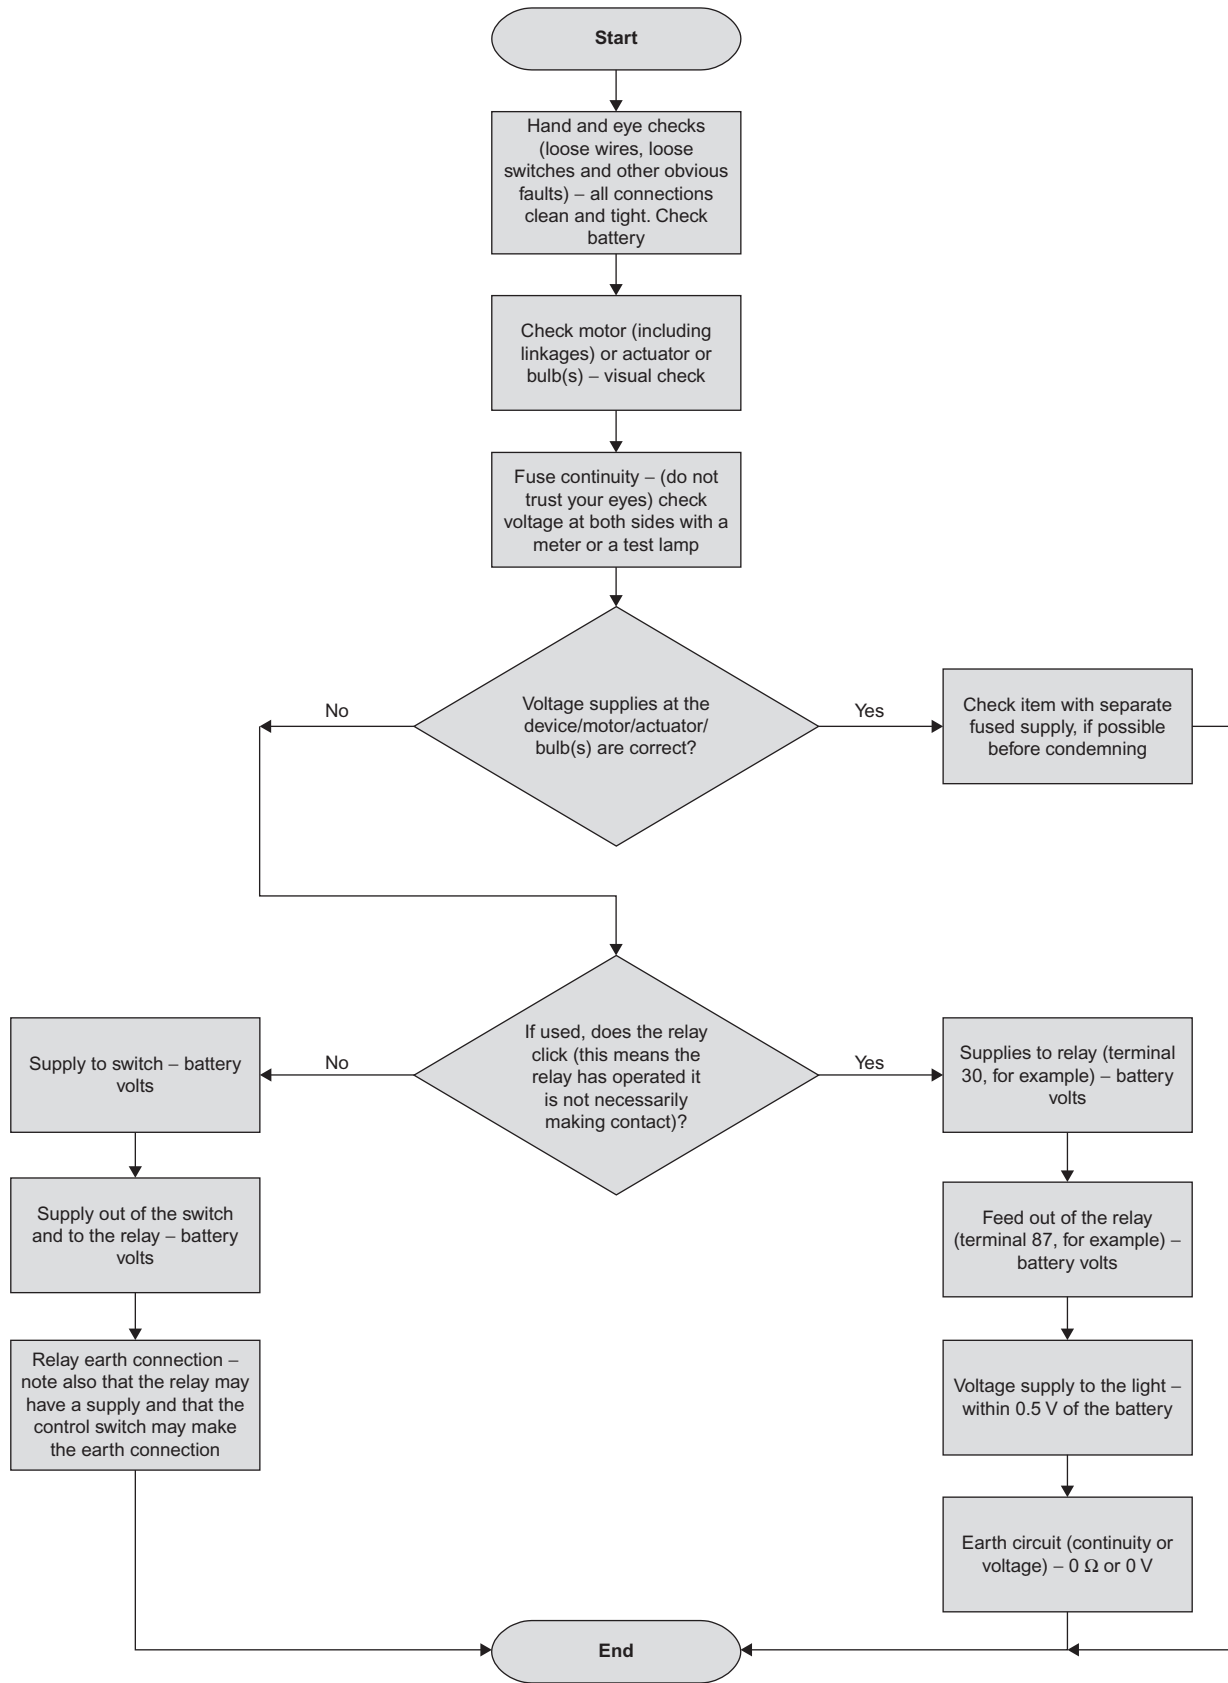 Start
Hand and eye checks
(loose wires, loose
switches and other obvious
faults) – all connections
clean and tight. Check
battery
Check motor (including
linkages) or actuator or
bulb(s) – visual check
Fuse continuity – (do not
trust your eyes) check
voltage at both sides with a
meter or a test lamp
Voltage supplies at the
device/motor/actuator/
bulb(s) are correct?
No
Yes
Check item with separate
fused supply, if possible
before condemning
If used, does the relay
click (this means the
relay has operated it
is not necessarily
making contact)?
No
Yes
Supply to switch – battery
volts
Supply out of the switch
and to the relay – battery
volts
Relay earth connection –
note also that the relay may
have a supply and that the
control switch may make
the earth connection
Supplies to relay (terminal
30, for example) – battery
volts
Feed out of the relay
(terminal 87, for example) –
battery volts
Voltage supply to the light –
within 0.5 V of the battery
Earth circuit (continuity or
voltage) – 0 Ω or 0 V
End